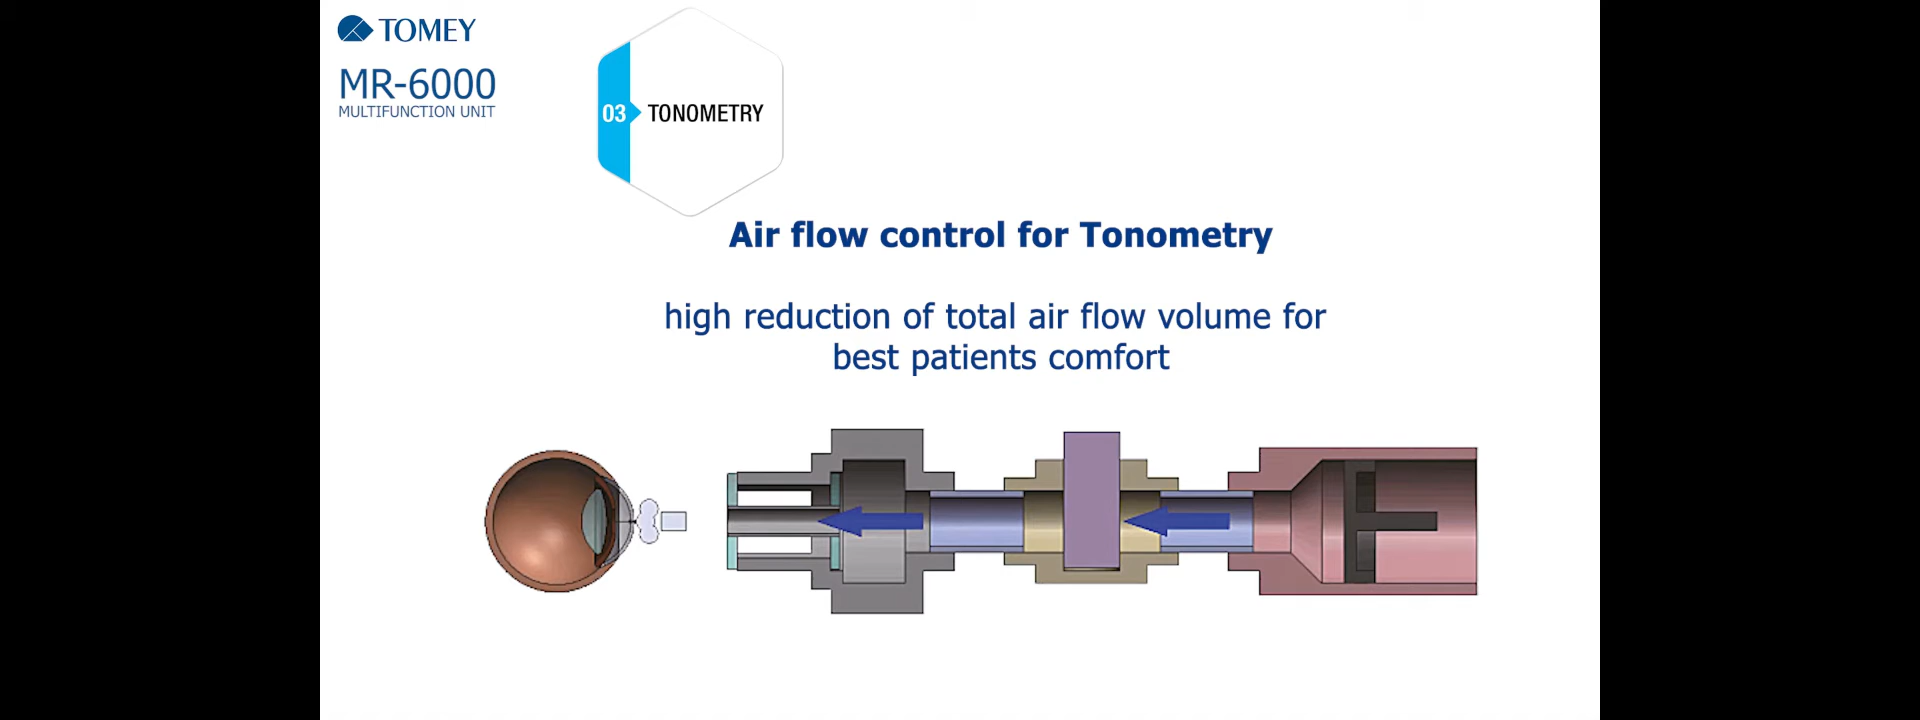 TOMEY
MR-6000
MULTIFUNCTION UNIT
03 TONOMETRY
Air flow control for Tonometry
high reduction of total air flow volume for
best patients comfort